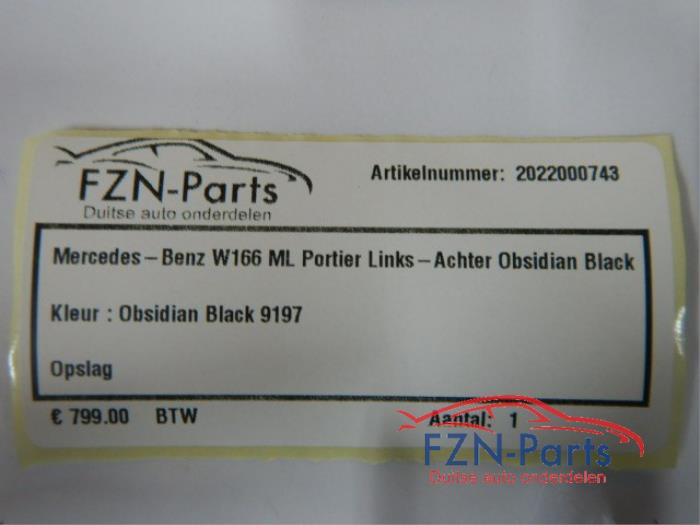 FZN-Parts
Duitse auto onderdelen
Artikelnummer: 2022000743
Mercedes-Benz W166 ML Portier Links-Achter Obsidian Black
Kleur : Obsidian Black 9197
Opslag
€ 799.00 BTW
Aantal: 1
FZN-Parts
Duitse auto onderdelen